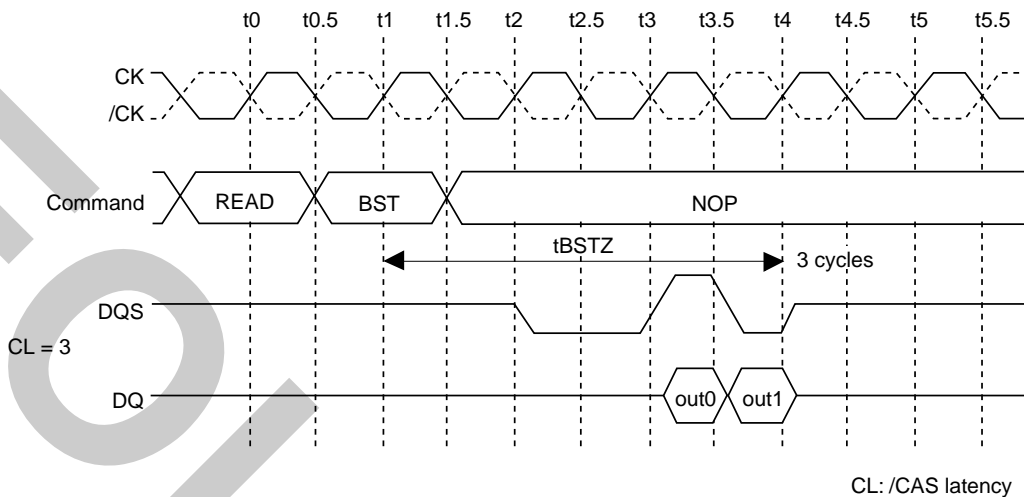 t0 t0.5 t1 t1.5 t2 t2.5 t3 t3.5 t4 t4.5 t5 t5.5
CK
/CK
Command READ BST NOP
tBSTZ
3 cycles
DQS
CL = 3
DQ out0 out1
CL: /CAS latency